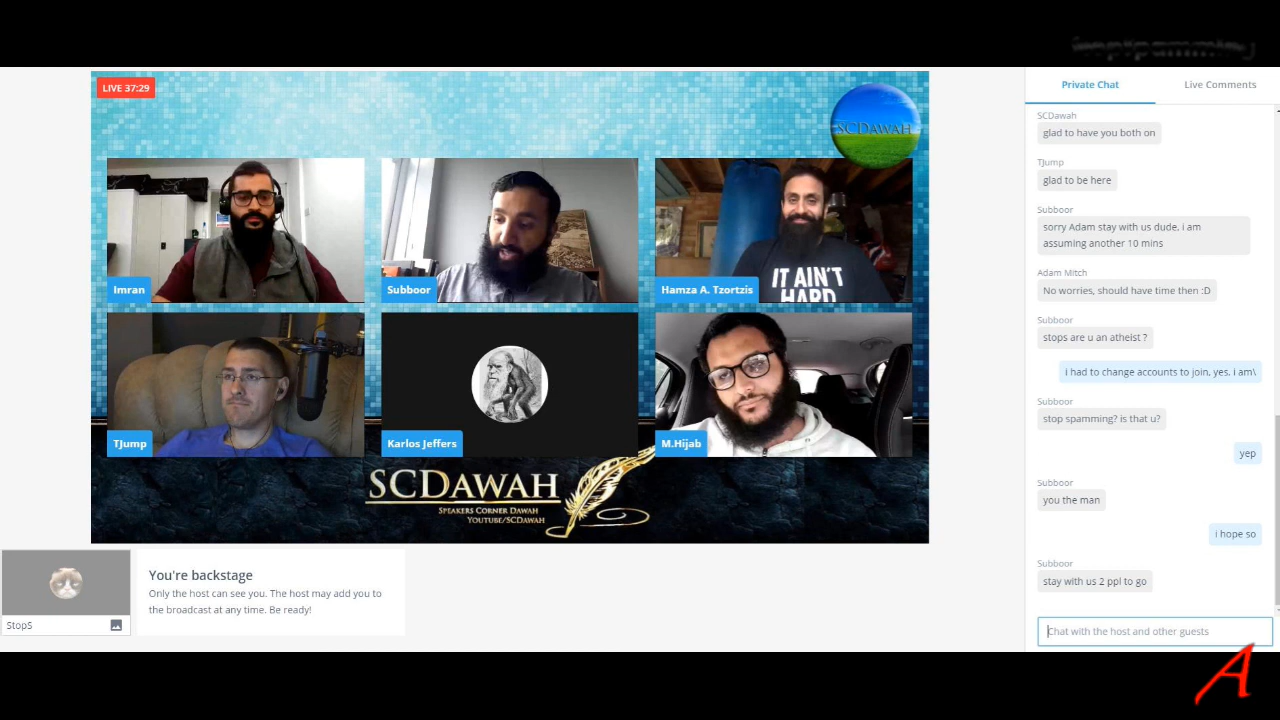 LIVE 37:29
SCDAWAH
Imran
Subboor
IT AIN'T
HARD
Hamza A. Tzortzis
TJump
Karlos Jeffers
M.Hijab
SCDAWAH
SPEAKERS CORNER DAWAH
YOUTUBE/SCDAWAH
StopS
You're backstage
Only the host can see you. The host may add you to
the broadcast at any time. Be ready!
Private Chat
Live Comments
SCDawah
glad to have you both on
TJump
glad to be here
Subboor
sorry Adam stay with us dude, i am
assuming another 10 mins
Adam Mitch
No worries, should have time then :D
Subboor
stops are u an atheist ?
i had to change accounts to join, yes, i am\
Subboor
stop spamming? is that u?
yep
Subboor
you the man
i hope so
Subboor
stay with us 2 ppl to go
Chat with the host and other guests
A